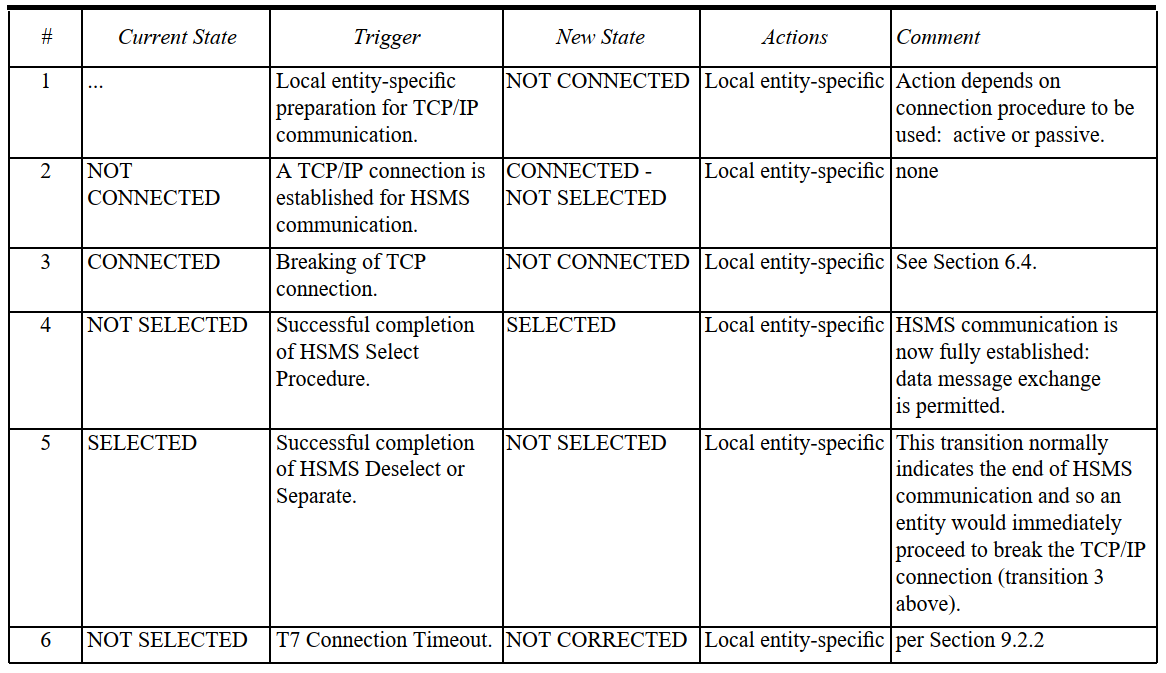 # Current State Trigger New State Actions Comment
1 ... Local entity-specific NOT CONNECTED Local entity-specific Action depends on
preparation for TCP/IP connection procedure to be
communication. used: active or passive.
2 NOT A TCP/IP connection is CONNECTED - Local entity-specific none
CONNECTED established for HSMS NOT SELECTED
communication.
3 CONNECTED Breaking of TCP NOT CONNECTED Local entity-specific See Section 6.4.
connection.
4 NOT SELECTED Successful completion SELECTED Local entity-specific HSMS communication is
of HSMS Select now fully established:
Procedure. data message exchange
is permitted.
5 SELECTED Successful completion NOT SELECTED Local entity-specific This transition normally
of HSMS Deselect or indicates the end of HSMS
Separate. communication and so an
entity would immediately
proceed to break the TCP/IP
connection (transition 3
above).
6 NOT SELECTED T7 Connection Timeout. NOT CORRECTED Local entity-specific per Section 9.2.2